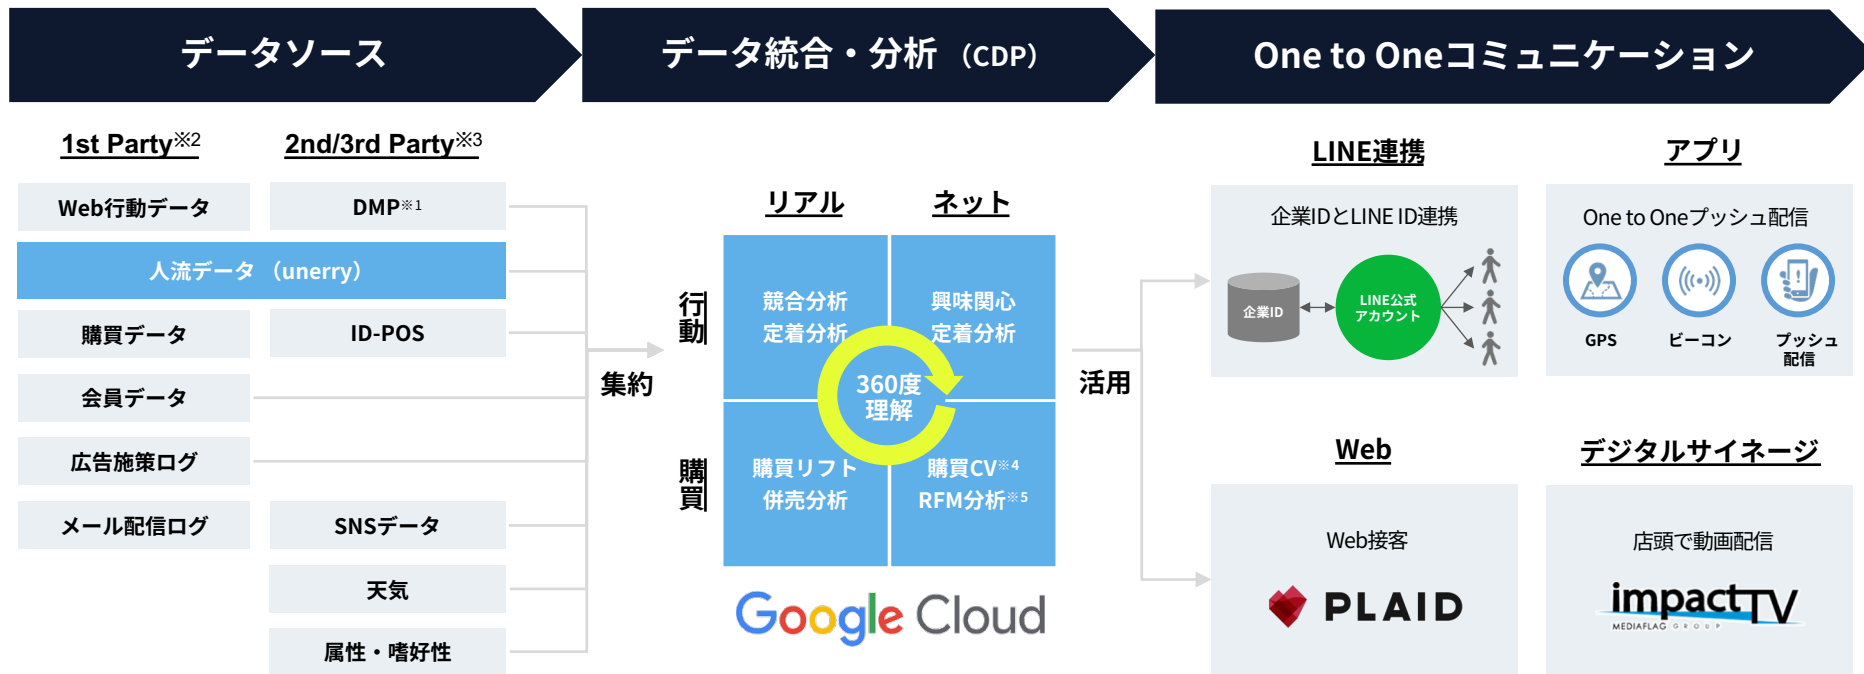 データソース
データ統合・分析 （CDP）
One to Oneコミュニケーション
1st Party※2
2nd/3rd Party※3
Web行動データ
DMP※1
人流データ （unerry）
購買データ
ID-POS
会員データ
広告施策ログ
メール配信ログ
SNSデータ
天気
属性・嗜好性
集約
リアル
ネット
行動
購買
競合分析
定着分析
興味関心
定着分析
360度
理解
購買リフト
併売分析
購買CV※4
RFM分析※5
Google Cloud
活用
LINE連携
企業IDとLINE ID連携
企業ID
LINE公式
アカウント
アプリ
One to Oneプッシュ配信
GPS
ビーコン
プッシュ
配信
Web
Web接客
PLAID
デジタルサイネージ
店頭で動画配信
impactTV
MEDIAFLAG GROUP